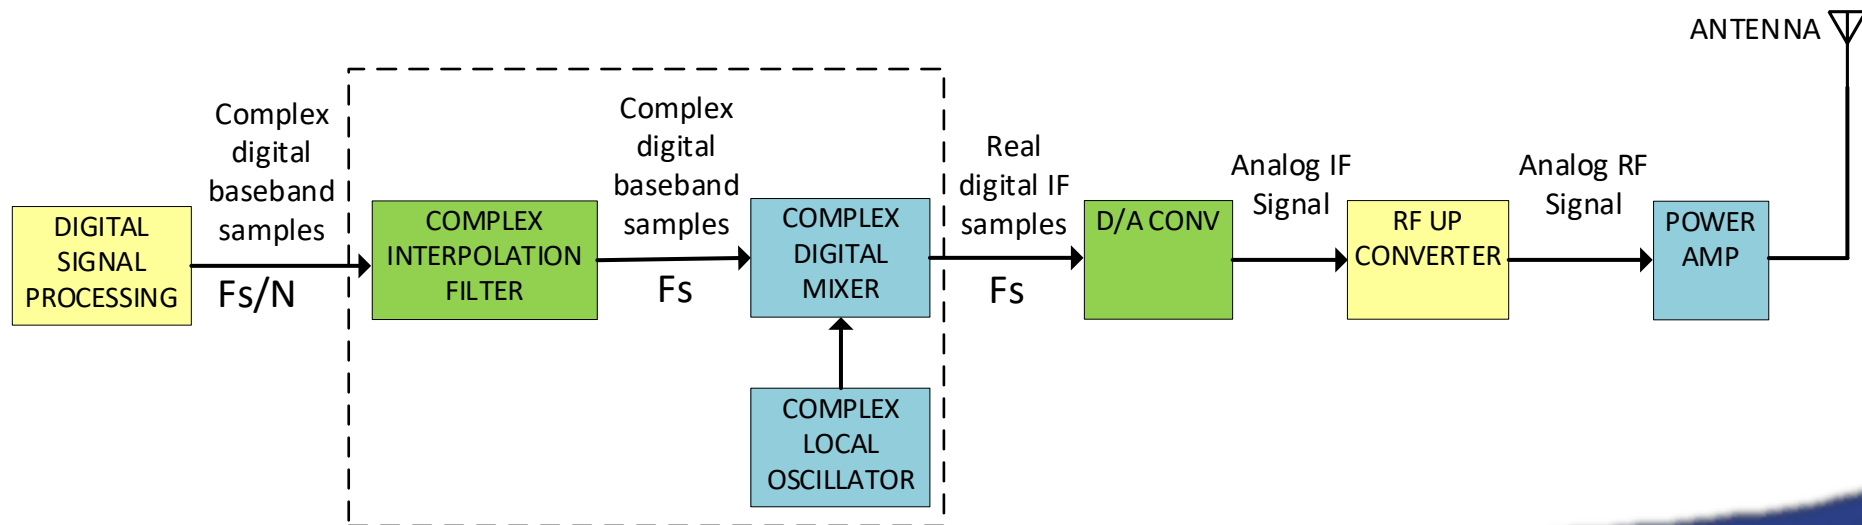 ANTENNA
Complex
digital
baseband
samples
Complex
digital
baseband
samples
Real
digital IF
samples
Analog IF
Signal
Analog RF
Signal
DIGITAL
SIGNAL
PROCESSING
Fs/N
COMPLEX
INTERPOLATION
FILTER
Fs
COMPLEX
DIGITAL
MIXER
Fs
D/A CONV
RF UP
CONVERTER
POWER
AMP
COMPLEX
LOCAL
OSCILLATOR